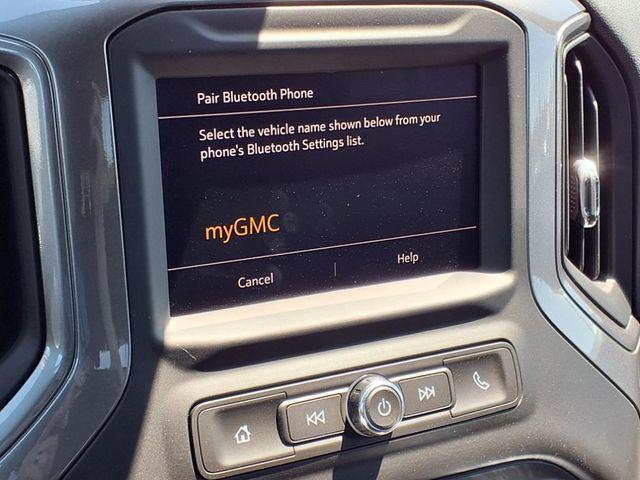 Pair Bluetooth Phone
Select the vehicle name shown below from your
phone's Bluetooth Settings list.
myGMC
Cancel
Help